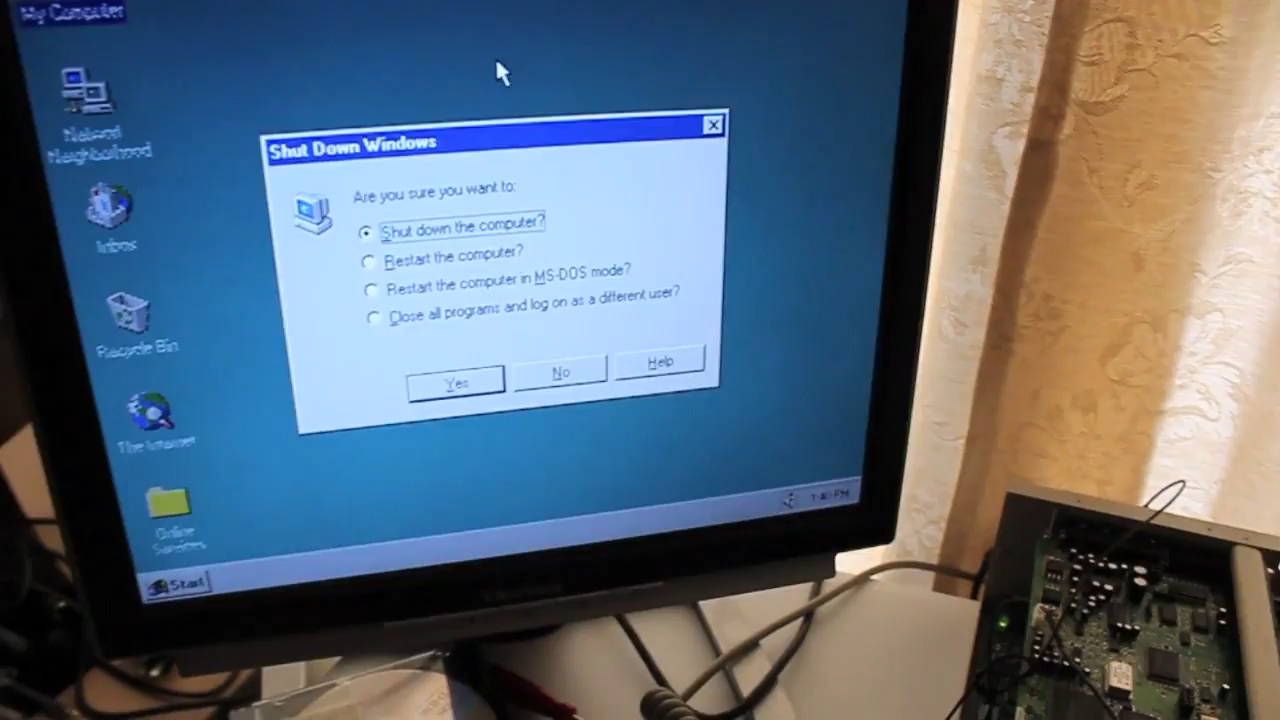 My Computer
Network
Neighborhood
Inbox
Recycle Bin
The Internet
Online
Services
Shut Down Windows
Are you sure you want to:
Shut down the computer?
Restart the computer?
Restart the computer in MS-DOS mode?
Close all programs and log on as a different user?
Yes
No
Help
Start